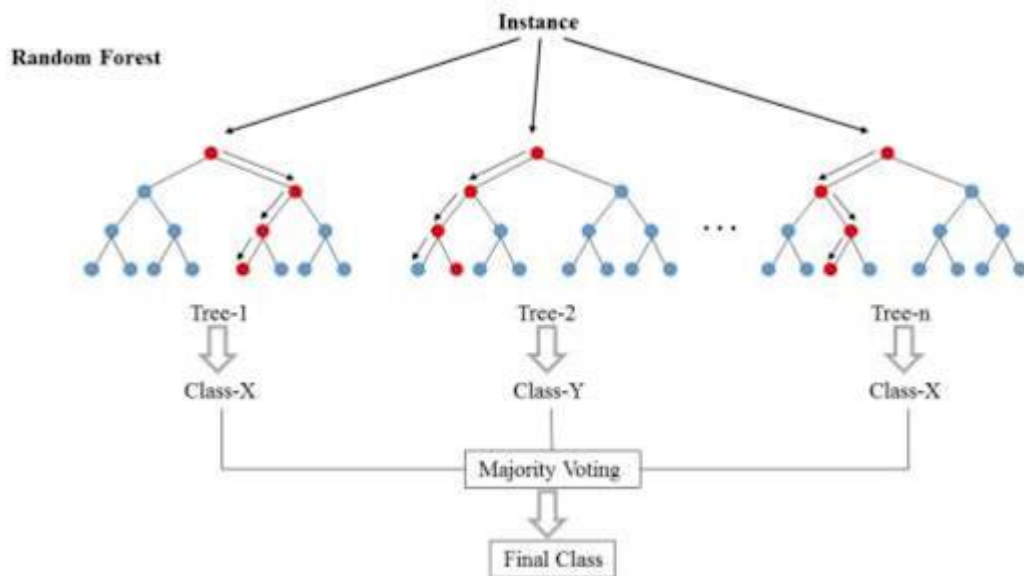 Instance
Random Forest
...
Tree-1
Tree-2
Tree-n
Class-X
Class-Y
Class-X
Majority Voting
Final Class